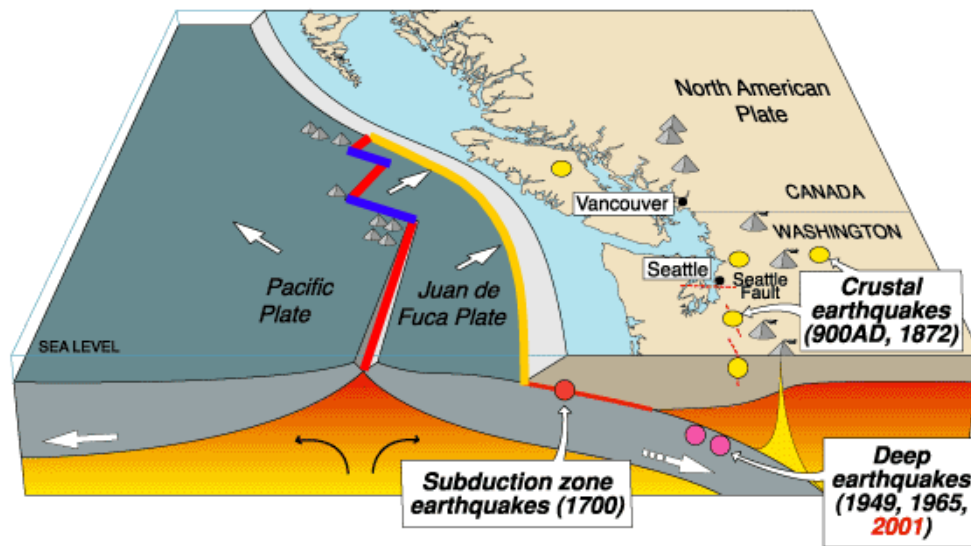 North American
Plate
CANADA
Vancouver
WASHINGTON
Seattle
Seattle
Fault
Pacific
Plate
Juan de
Fuca Plate
Crustal
earthquakes
(900AD, 1872)
SEA LEVEL
Subduction zone
earthquakes (1700)
Deep
earthquakes
(1949, 1965,
2001)